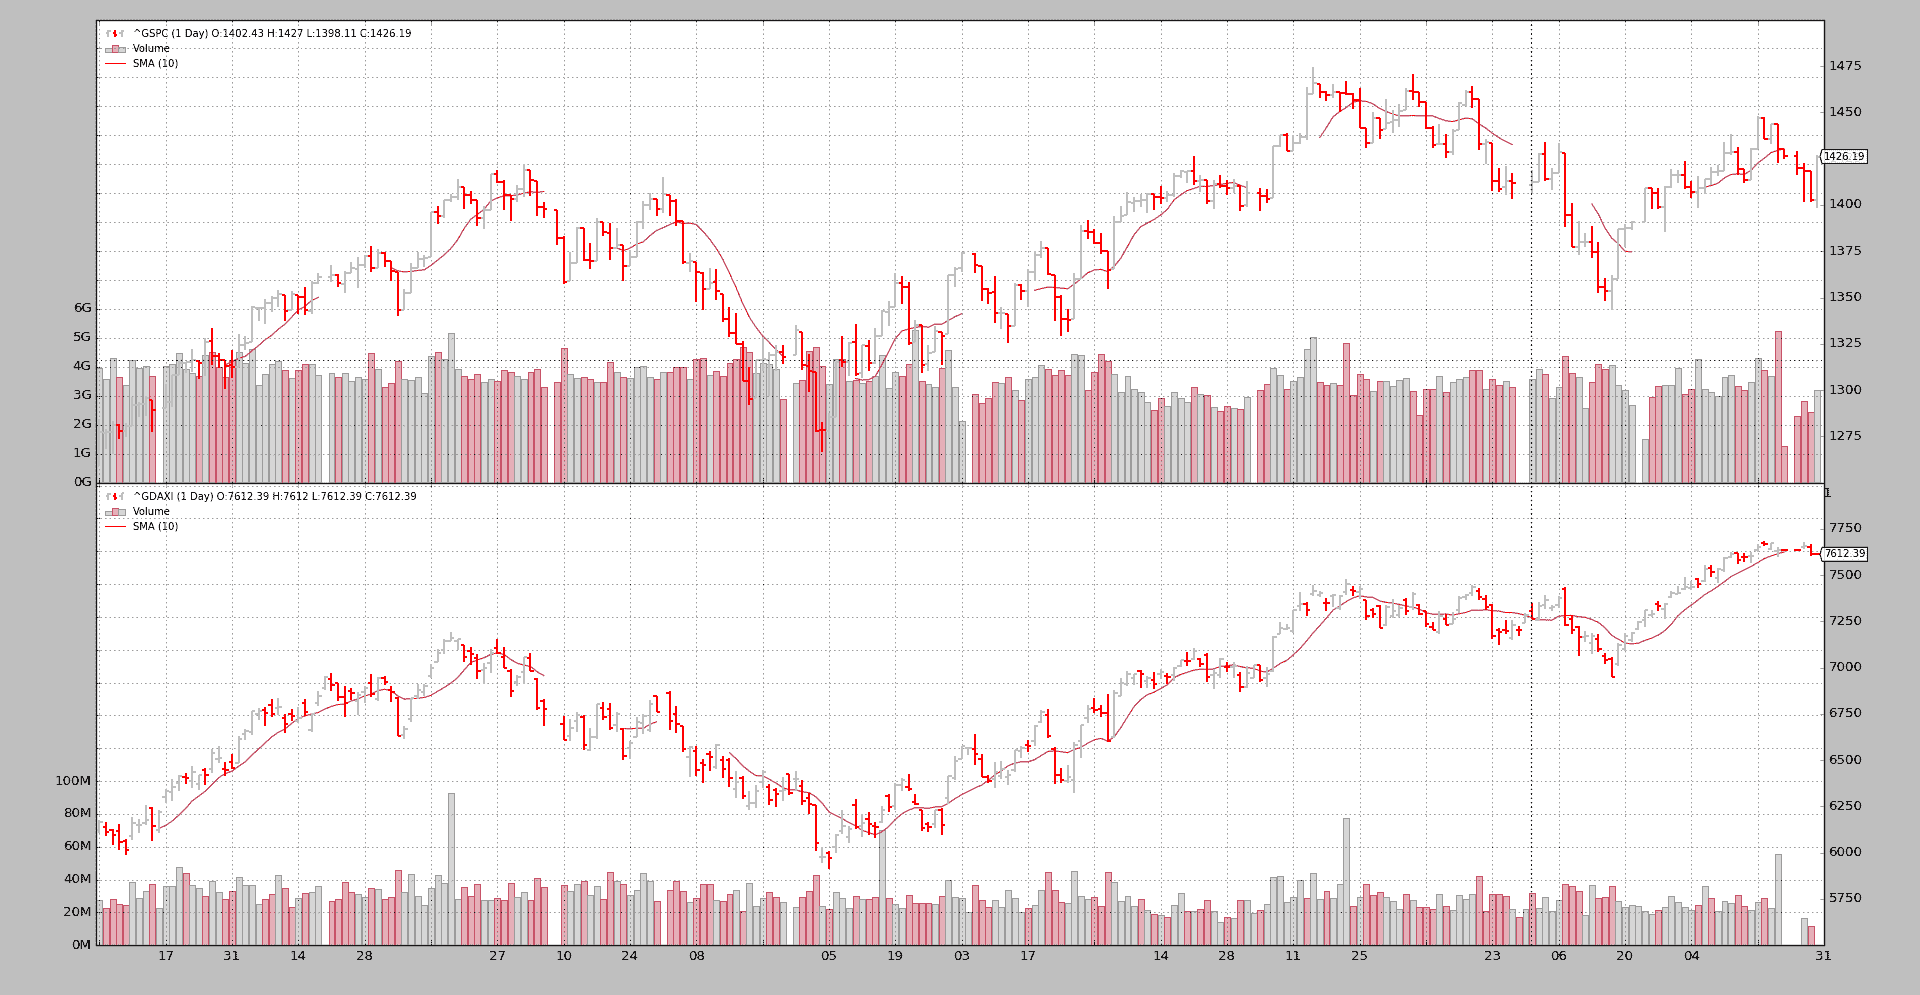 ^GSPC (1 Day) O:1402.43 H:1427 L:1398.11 C:1426.19
Volume
SMA (10)
1475
1450
1426.19
1400
1375
1350
1325
1300
1275
6G
5G
4G
3G
2G
1G
0G
^GDAXI (1 Day) O:7612.39 H:7612 L:7612.39 C:7612.39
Volume
SMA (10)
7750
7612.39
7500
7250
7000
6750
6500
6250
6000
5750
100M
80M
60M
40M
20M
0M
17 31 14 28 27 10 24 08 05 19 03 17 14 28 11 25 23 06 20 04 31